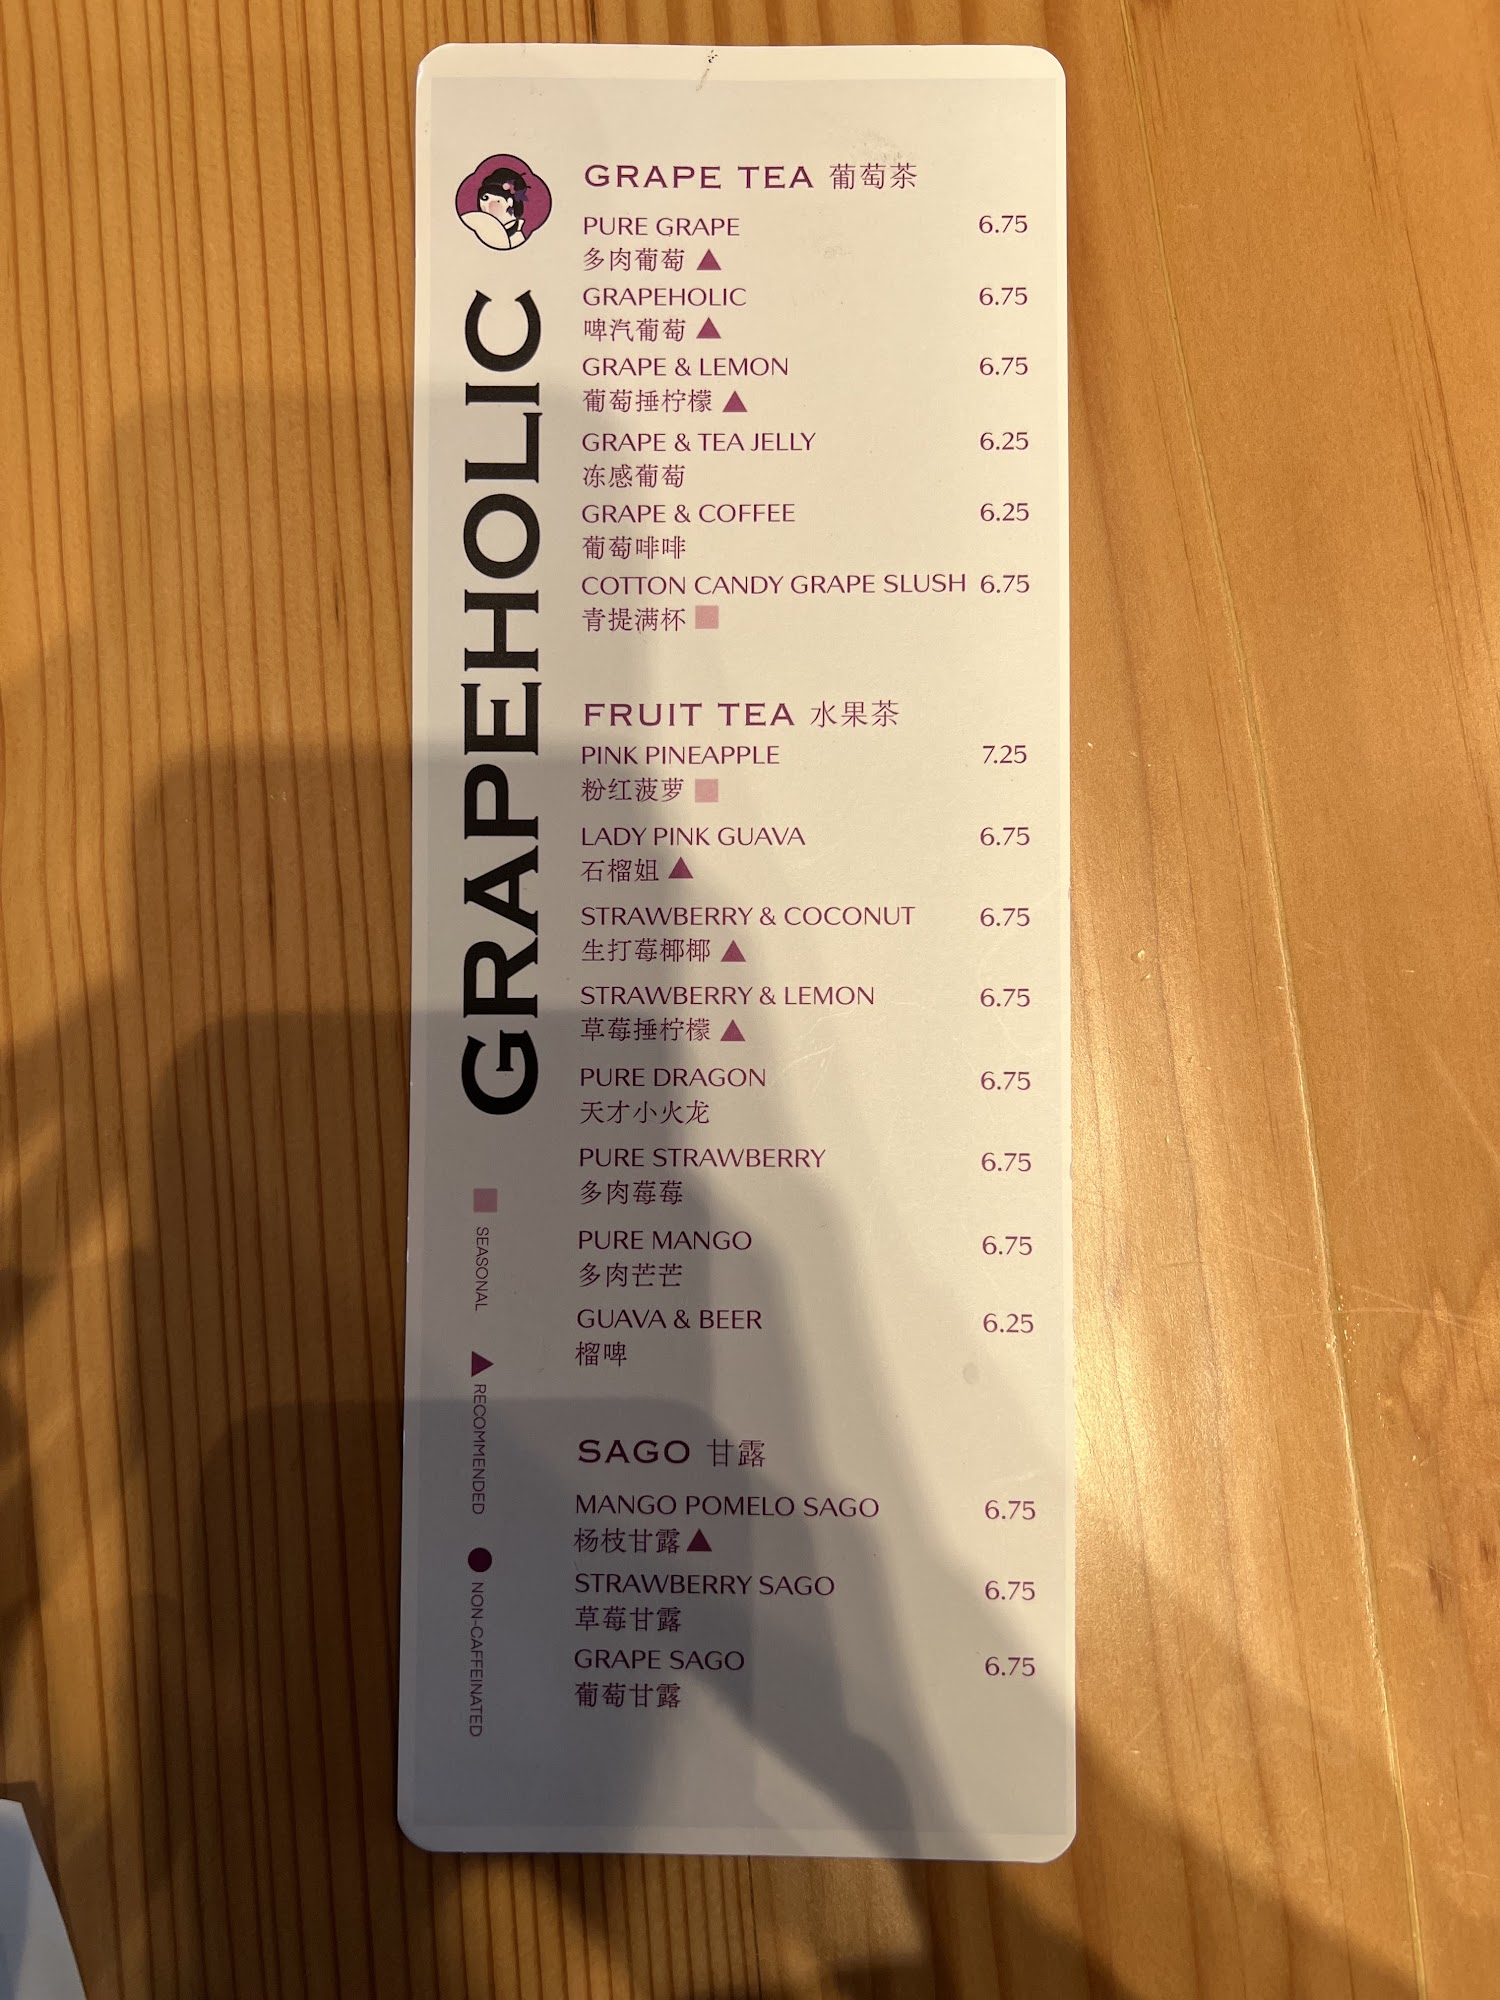 GRAPEHOLIC
SEASONAL
RECOMMENDED
NON-CAFFEINATED
GRAPE TEA 葡萄茶
PURE GRAPE 6.75
多肉葡萄
GRAPEHOLIC 6.75
啤汽葡萄
GRAPE & LEMON 6.75
葡萄捶柠檬
GRAPE & TEA JELLY 6.25
冻感葡萄
GRAPE & COFFEE 6.25
葡萄啡啡
COTTON CANDY GRAPE SLUSH 6.75
青提满杯
FRUIT TEA 水果茶
PINK PINEAPPLE 7.25
粉红菠萝
LADY PINK GUAVA 6.75
石榴姐
STRAWBERRY & COCONUT 6.75
生打莓椰椰
STRAWBERRY & LEMON 6.75
草莓捶柠檬
PURE DRAGON 6.75
天才小火龙
PURE STRAWBERRY 6.75
多肉莓莓
PURE MANGO 6.75
多肉芒芒
GUAVA & BEER 6.25
榴啤
SAGO 甘露
MANGO POMELO SAGO 6.75
杨枝甘露
STRAWBERRY SAGO 6.75
草莓甘露
GRAPE SAGO 6.75
葡萄甘露